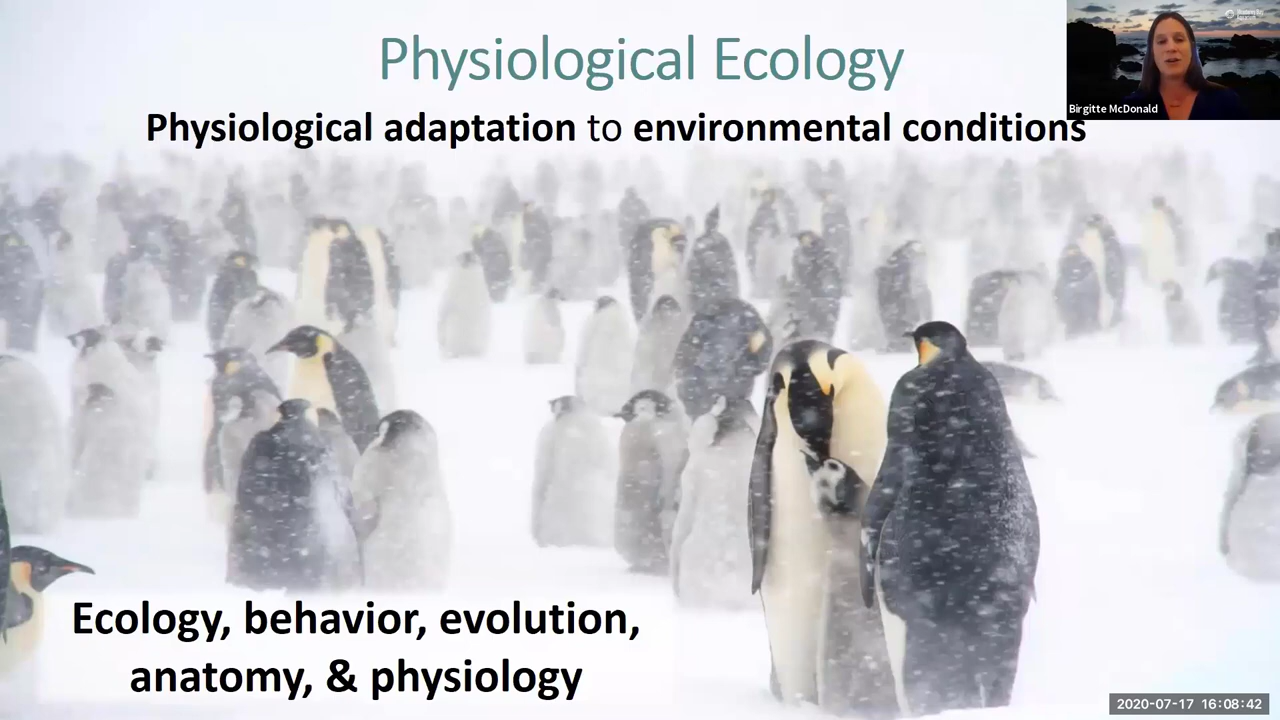 Physiological Ecology
Birgitte McDonald
Physiological adaptation to environmental conditions
Ecology, behavior, evolution,
anatomy, & physiology
2020-07-17 16:08:42